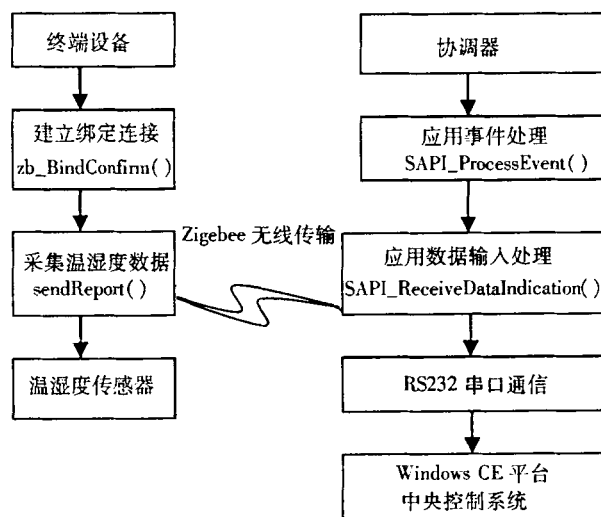 终端设备
建立绑定连接
zb_BindConfirm()
采集温湿度数据
sendReport()
温湿度传感器
Zigebee 无线传输
协调器
应用事件处理
SAPI_ProcessEvent()
应用数据输入处理
SAPI_ReceiveDataIndication()
RS232 串口通信
Windows CE 平台
中央控制系统